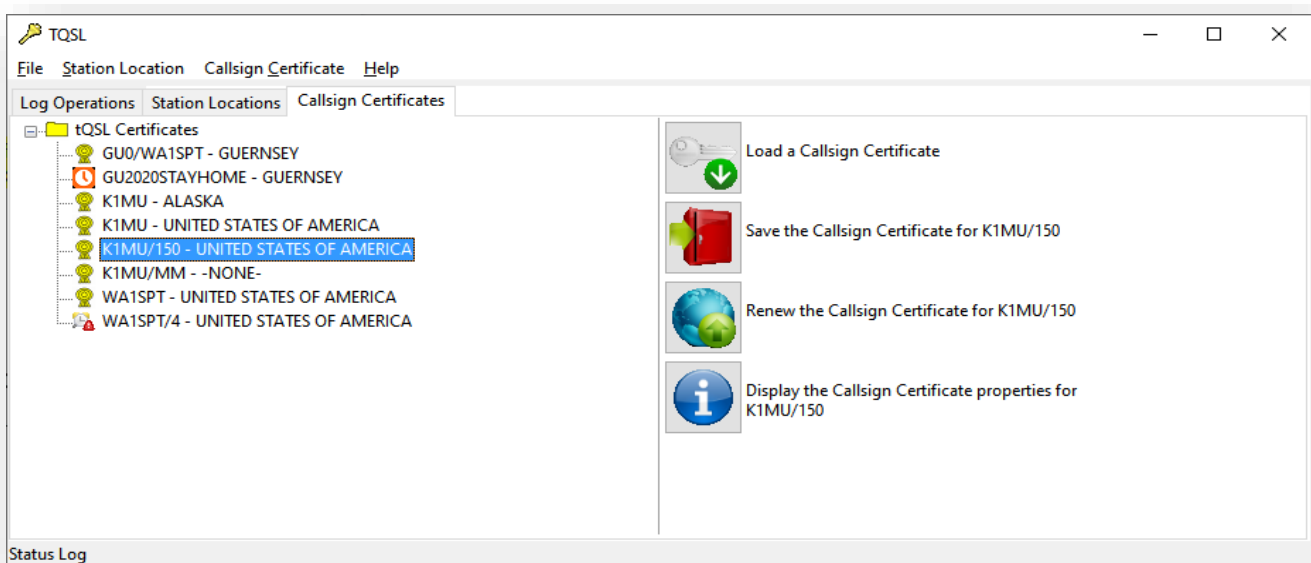 TQSL
File Station Location Callsign Certificate Help
Log Operations Station Locations Callsign Certificates
tQSL Certificates
GU0/WA1SPT - GUERNSEY
GU2020STAYHOME - GUERNSEY
K1MU - ALASKA
K1MU - UNITED STATES OF AMERICA
K1MU/150 - UNITED STATES OF AMERICA
K1MU/MM - -NONE-
WA1SPT - UNITED STATES OF AMERICA
WA1SPT/4 - UNITED STATES OF AMERICA
Load a Callsign Certificate
Save the Callsign Certificate for K1MU/150
Renew the Callsign Certificate for K1MU/150
Display the Callsign Certificate properties for
K1MU/150
Status Log